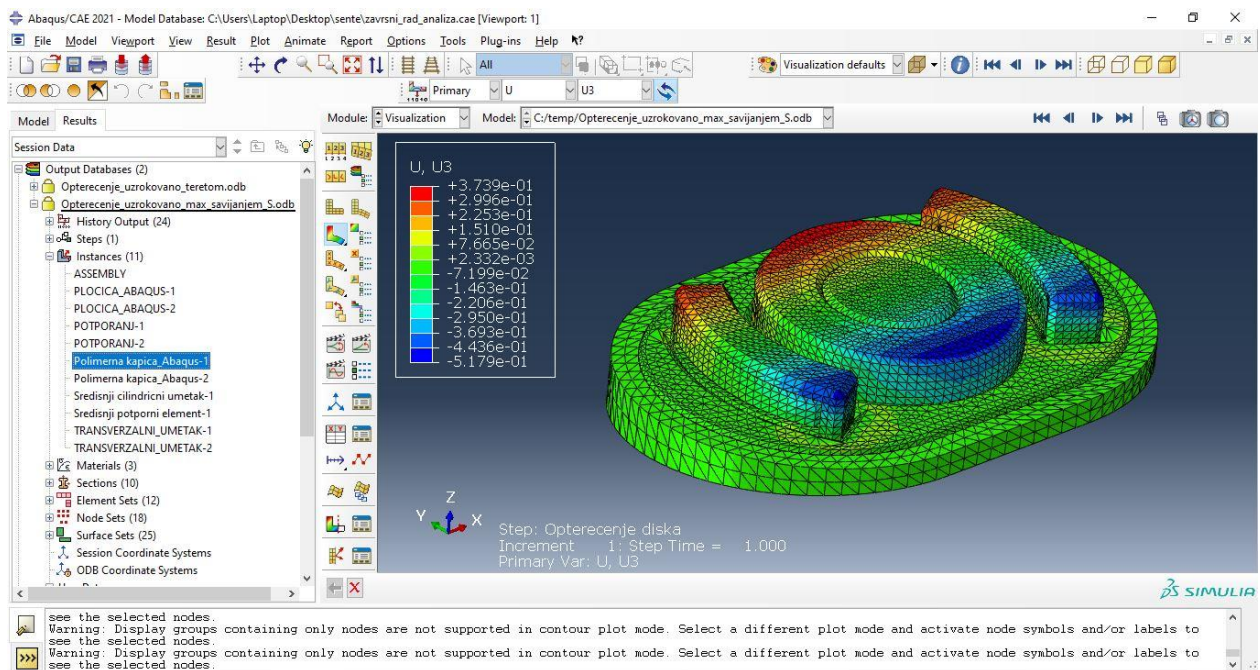 Abaqus/CAE 2021 - Model Database: C:\Users\Laptop\Desktop\sente\zavrsni_rad_analiza.cae [Viewport: 1]
File Model Viewport View Result Plot Animate Report Options Tools Plug-ins Help
All
Visualization defaults
Primary U U3
Model Results
Module: Visualization Model: C:/temp/Opterecenje_uzrokovano_max_savijanjem_S.odb
Session Data
Output Databases (2)
Opterecenje_uzrokovano_teretom.odb
Opterecenje_uzrokovano_max_savijanjem_S.odb
History Output (24)
Steps (1)
Instances (11)
ASSEMBLY
PLOCICA_ABAQUS-1
PLOCICA_ABAQUS-2
POTPORANJ-1
POTPORANJ-2
Polimerna kapica_Abaqus-1
Polimerna kapica_Abaqus-2
Sredisnji cilindricni umetak-1
Sredisnji potporni element-1
TRANSVERZALNI_UMETAK-1
TRANSVERZALNI_UMETAK-2
Materials (3)
Sections (10)
Element Sets (12)
Node Sets (18)
Surface Sets (25)
Session Coordinate Systems
ODB Coordinate Systems
U, U3
+3.739e-01
+2.996e-01
+2.253e-01
+1.510e-01
+7.665e-02
+2.332e-03
-7.199e-02
-1.463e-01
-2.206e-01
-2.950e-01
-3.693e-01
-4.436e-01
-5.179e-01
Z
Y X
Step: Opterecenje diska
Increment 1: Step Time = 1.000
Primary Var: U, U3
SIMULIA
see the selected nodes.
Warning: Display groups containing only nodes are not supported in contour plot mode. Select a different plot mode and activate node symbols and/or labels to
see the selected nodes.
Warning: Display groups containing only nodes are not supported in contour plot mode. Select a different plot mode and activate node symbols and/or labels to
see the selected nodes.